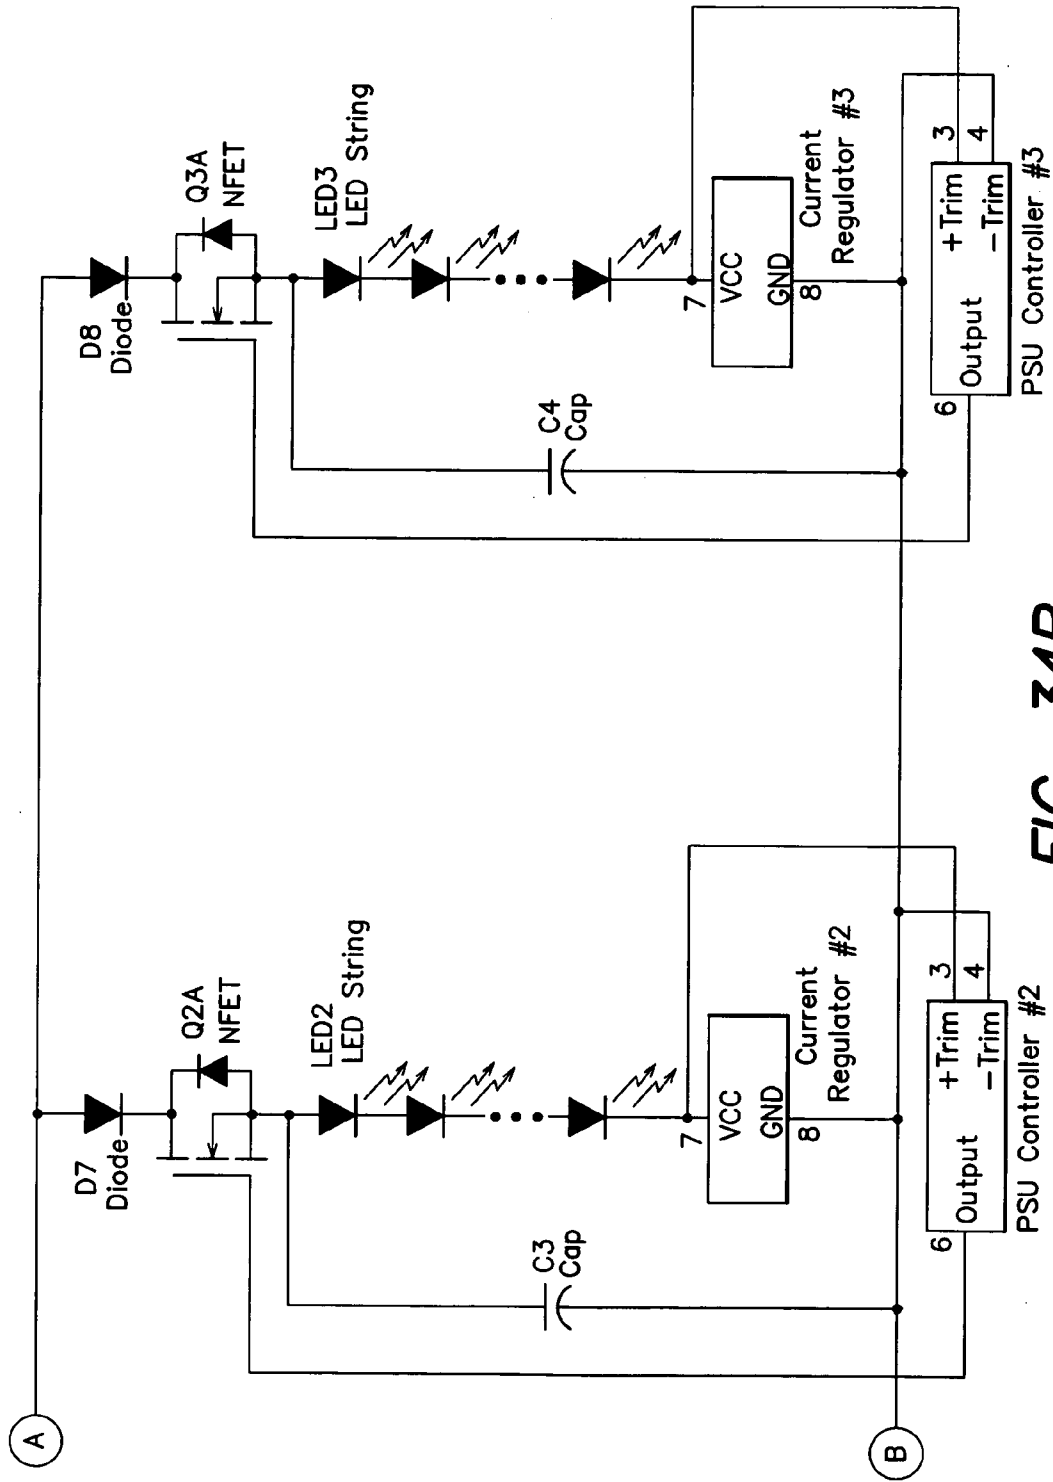 A
D7
Diode
Q2A
NFET
LED2
LED String
C3
Cap
7
VCC
GND
8
Current
Regulator #2
B
6
Output
+Trim
-Trim
3
4
PSU Controller #2
D8
Diode
Q3A
NFET
LED3
LED String
C4
Cap
7
VCC
GND
8
Current
Regulator #3
6
Output
+Trim
-Trim
3
4
PSU Controller #3
FIG